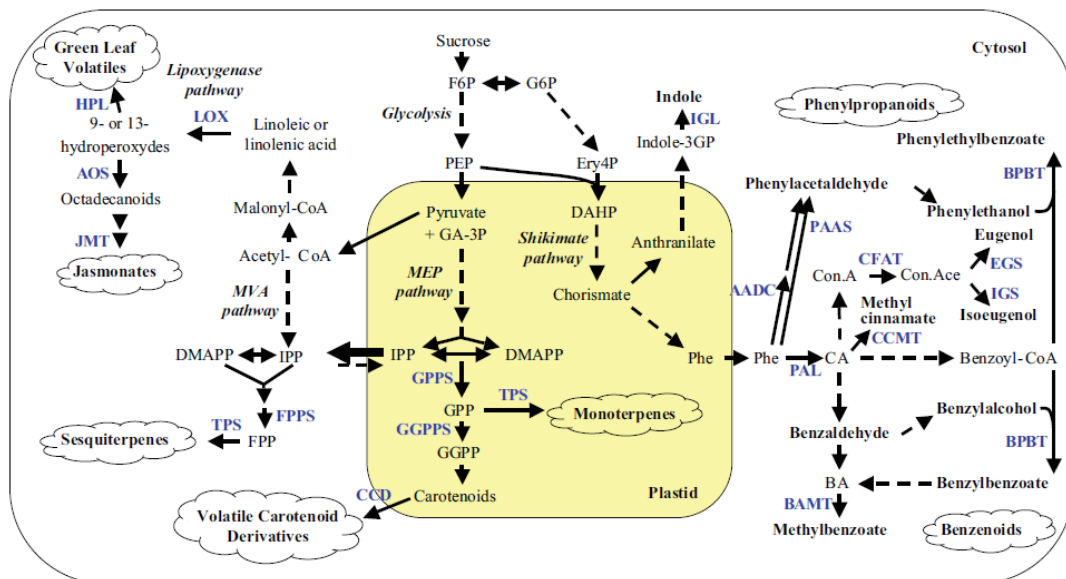 Green Leaf
Volatiles
Lipoxygenase
pathway
HPL
LOX
9- or 13-
hydroperoxydes
Linoleic or
linolenic acid
AOS
Octadecanoids
Malonyl-CoA
JMT
Acetyl- CoA
Jasmonates
MVA
pathway
DMAPP
IPP
FPPS
TPS
FPP
Sesquiterpenes
Sucrose
F6P
G6P
Glycolysis
PEP
Ery4P
Pyruvate
+ GA-3P
DAHP
MEP
pathway
Shikimate
pathway
Anthranilate
Chorismate
Indole
IGL
Indole-3GP
IPP
DMAPP
GPPS
GPP
TPS
Monoterpenes
GGPPS
GGPP
Carotenoids
CCD
Volatile Carotenoid
Derivatives
Plastid
Phe
Phe
Cytosol
Phenylpropanoids
Phenylethylbenzoate
BPBT
Phenylacetaldehyde
Phenylethanol
PAAS
Eugenol
CFAT
Con.A
Con.Ace
EGS
AADC
IGS
Methyl
cinnamate
Isoeugenol
CCMT
PAL
CA
Benzoyl-CoA
Benzylalcohol
Benzaldehyde
BPBT
BA
Benzylbenzoate
BAMT
Methylbenzoate
Benzenoids